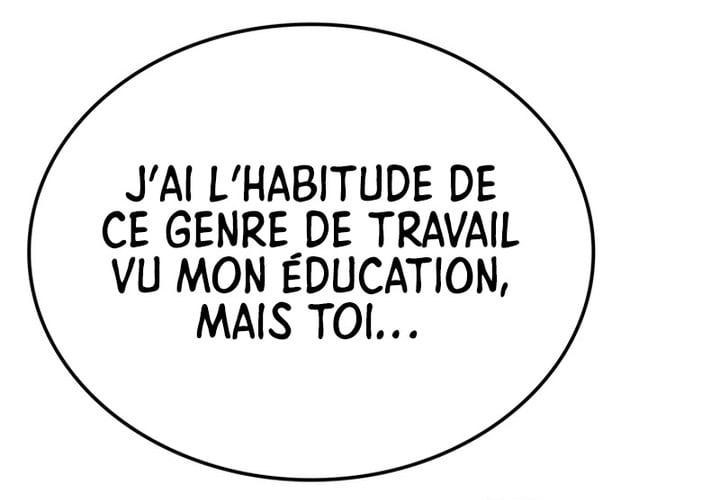 J'AI L'HABITUDE DE
CE GENRE DE TRAVAIL
VU MON ÉDUCATION,
MAIS TOI...